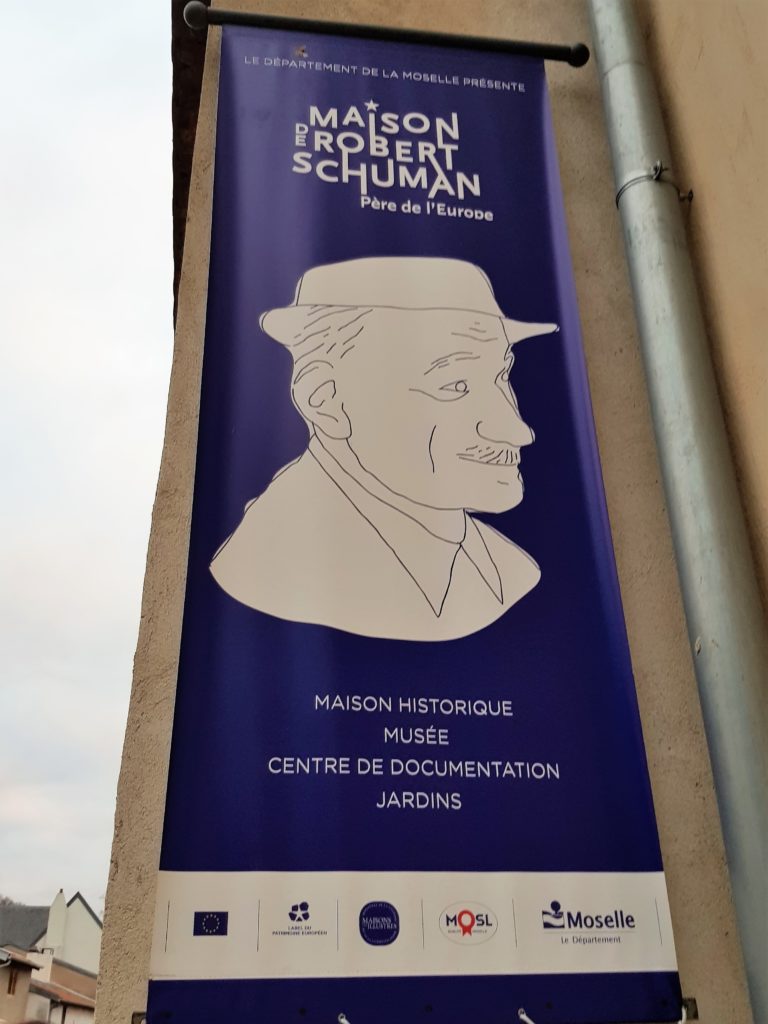 LE DÉPARTEMENT DE LA MOSELLE PRÉSENTE
MAISON
DE ROBERT
SCHUMAN
Père de l'Europe
MAISON HISTORIQUE
MUSÉE
CENTRE DE DOCUMENTATION
JARDINS
LABEL DU
PATRIMOINE EUROPÉEN
MAISONS
DES ILLUSTRES
MOSL
Moselle
Le Département